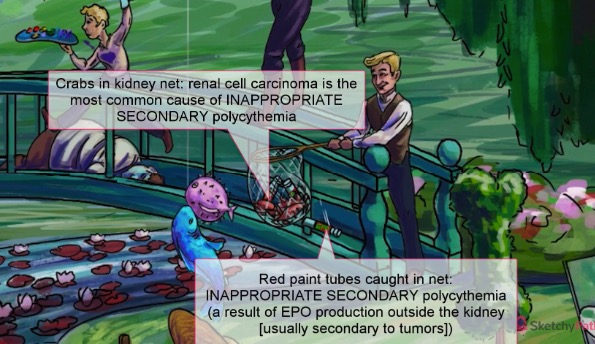 Crabs in kidney net: renal cell carcinoma is the
most common cause of INAPPROPRIATE
SECONDARY polycythemia
Red paint tubes caught in net:
INAPPROPRIATE SECONDARY polycythemia
(a result of EPO production outside the kidney
[usually secondary to tumors])
Sketchy